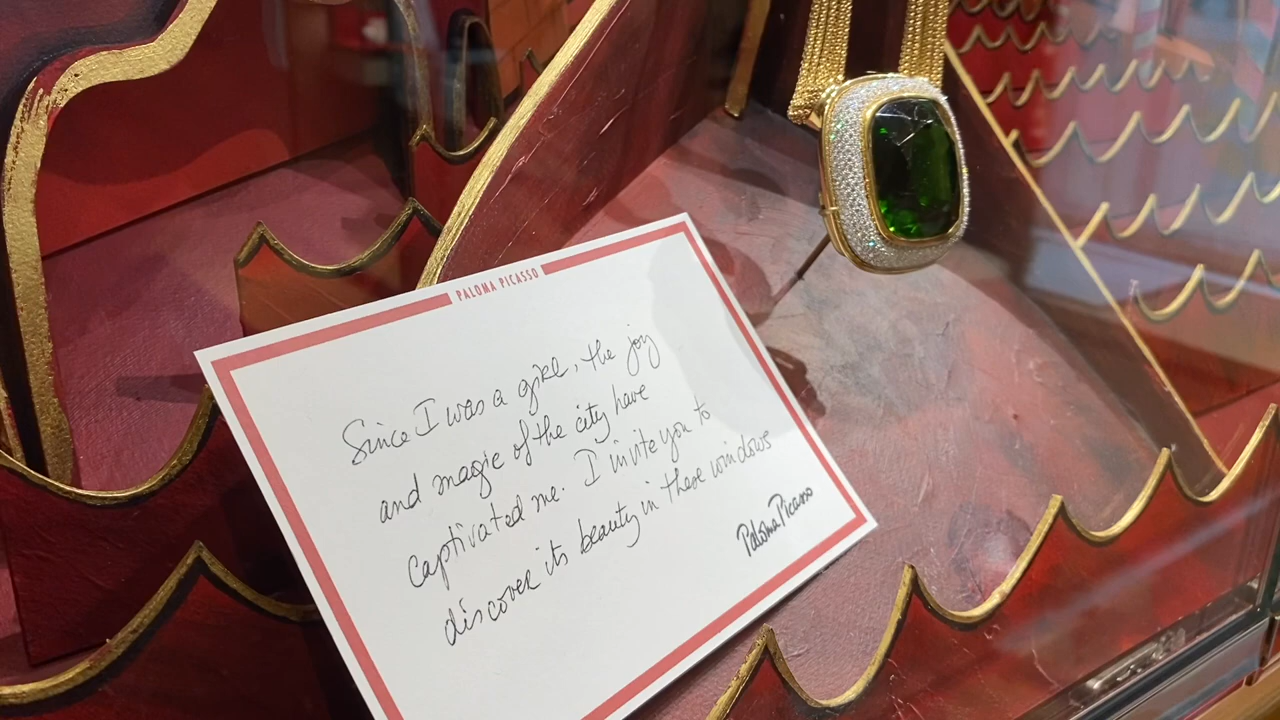 PALOMA PICASSO
Since I was a girl, the joy
and magic of the city have
captivated me. I invite you to
discover its beauty in these windows
Paloma Picasso